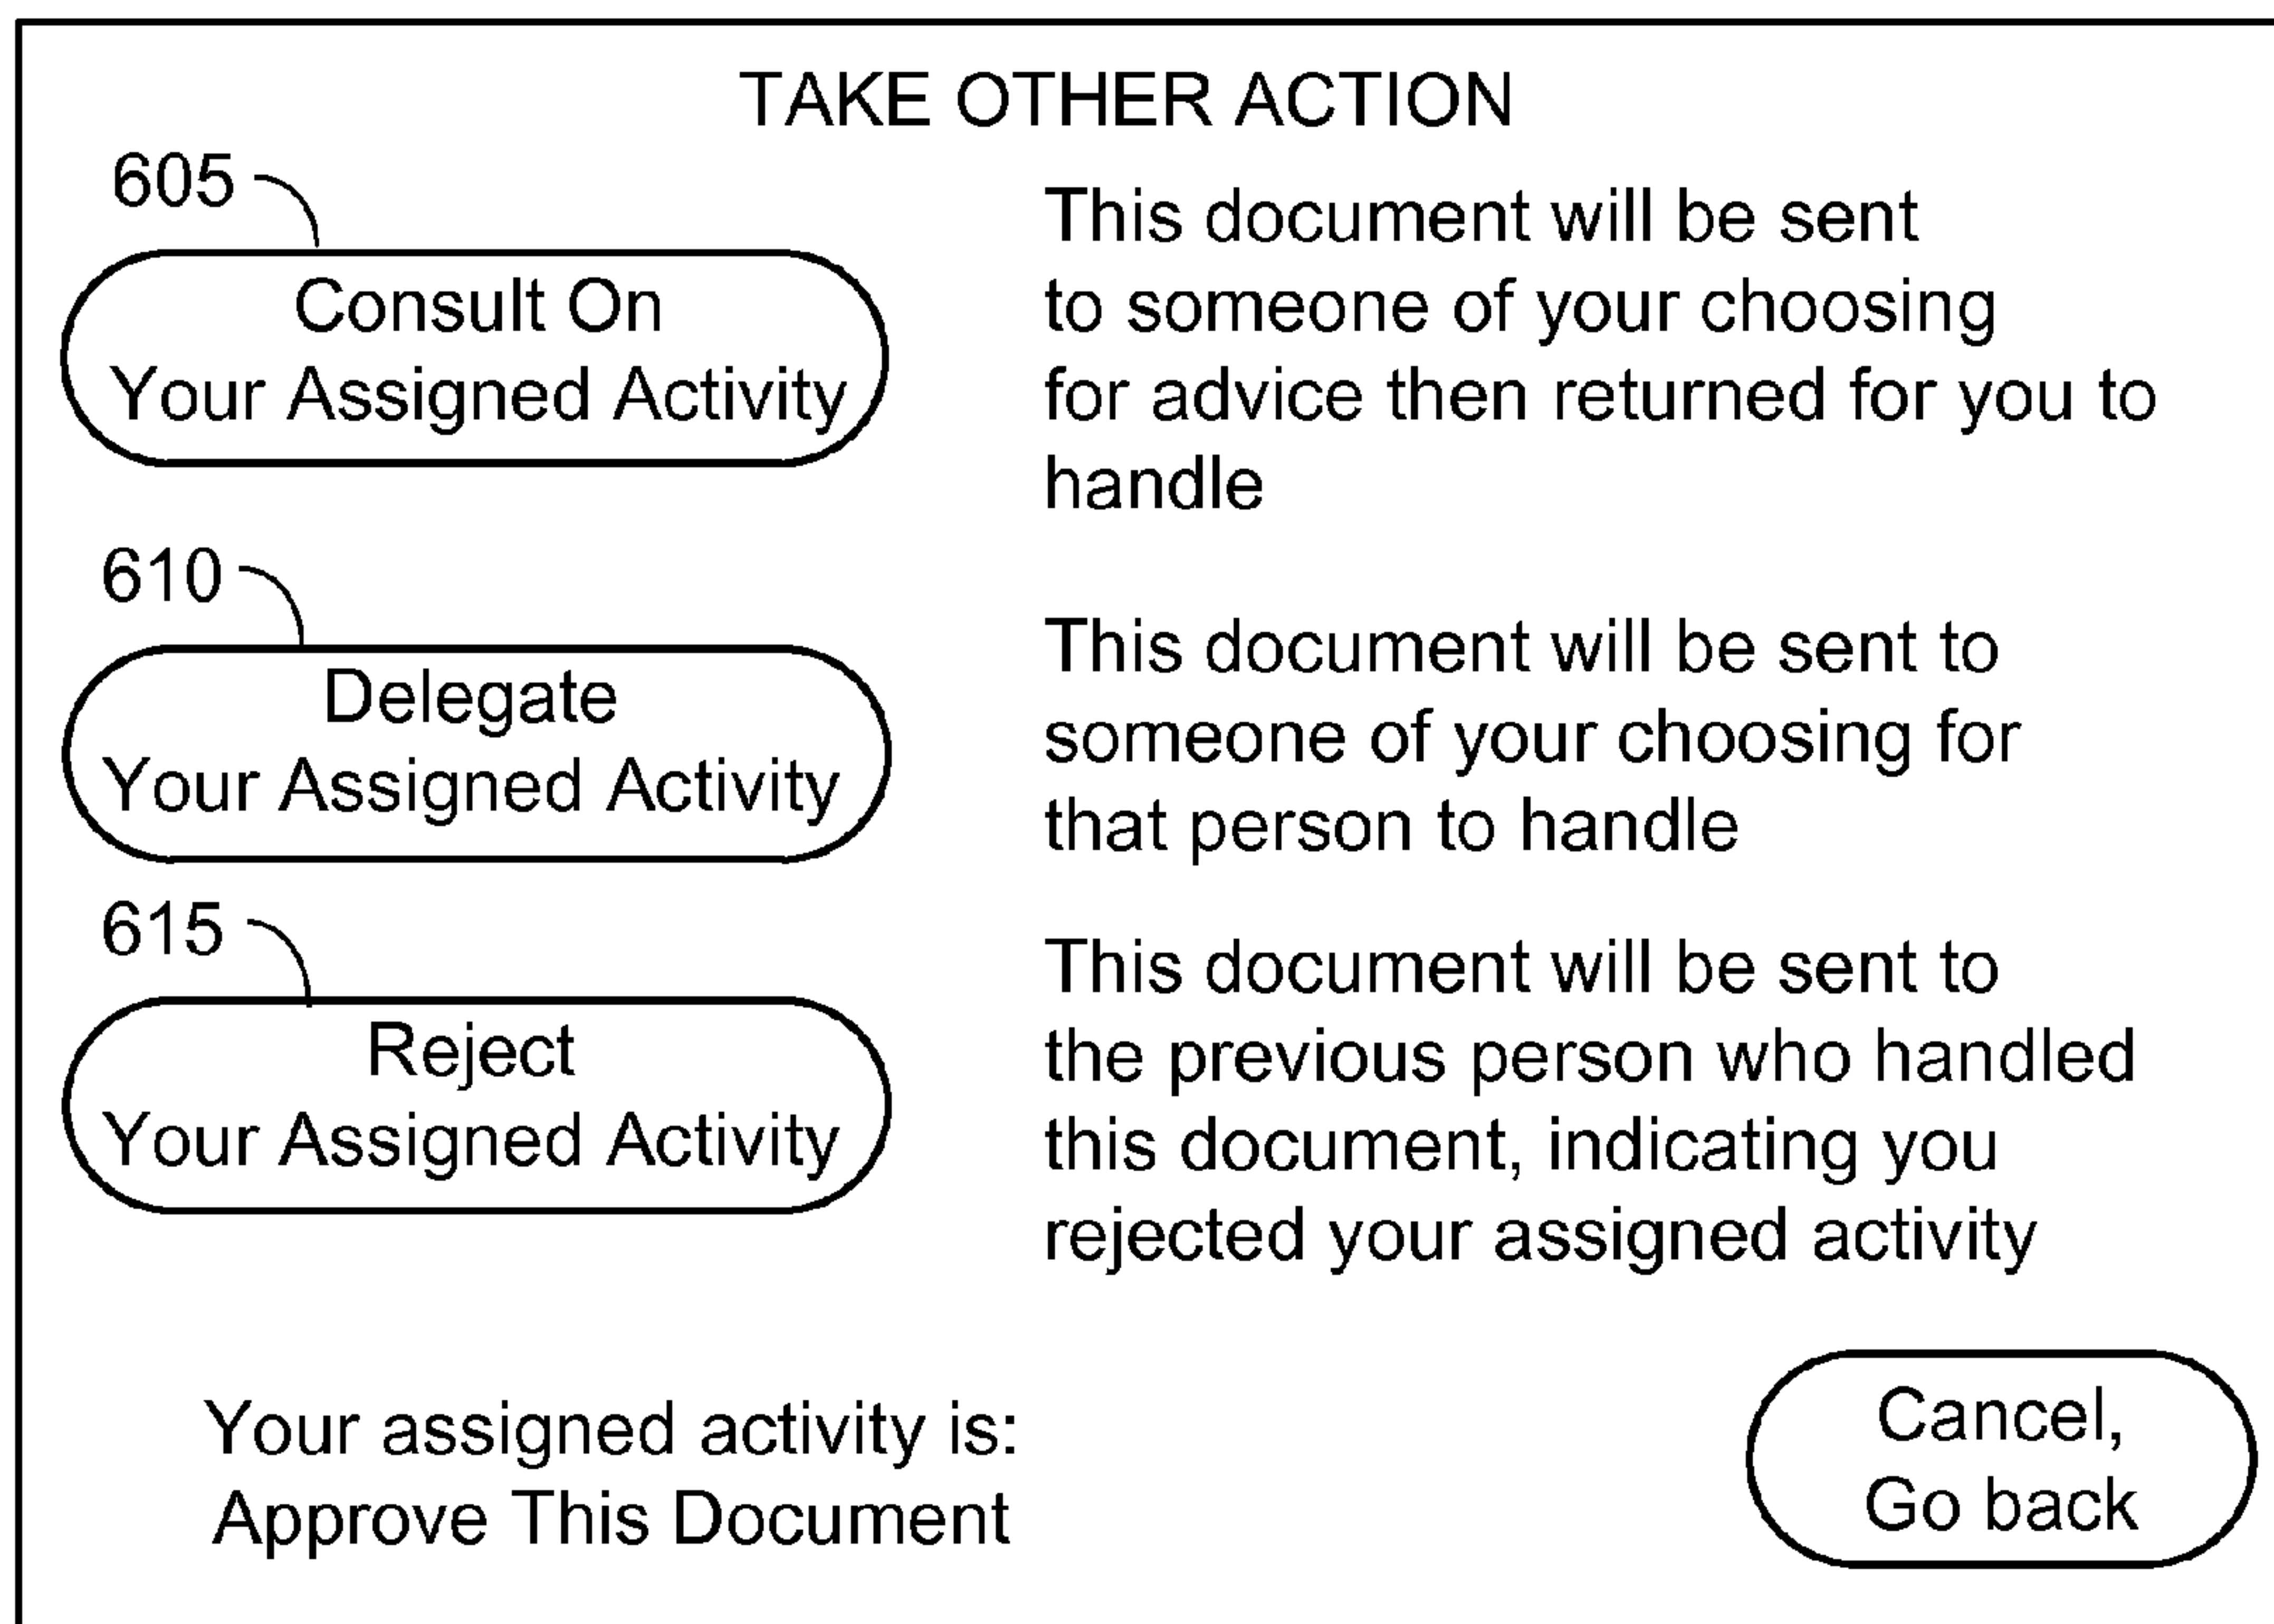 TAKE OTHER ACTION
605
Consult On
Your Assigned Activity
This document will be sent
to someone of your choosing
for advice then returned for you to
handle
610
Delegate
Your Assigned Activity
This document will be sent to
someone of your choosing for
that person to handle
615
Reject
Your Assigned Activity
This document will be sent to
the previous person who handled
this document, indicating you
rejected your assigned activity
Your assigned activity is:
Approve This Document
Cancel,
Go back